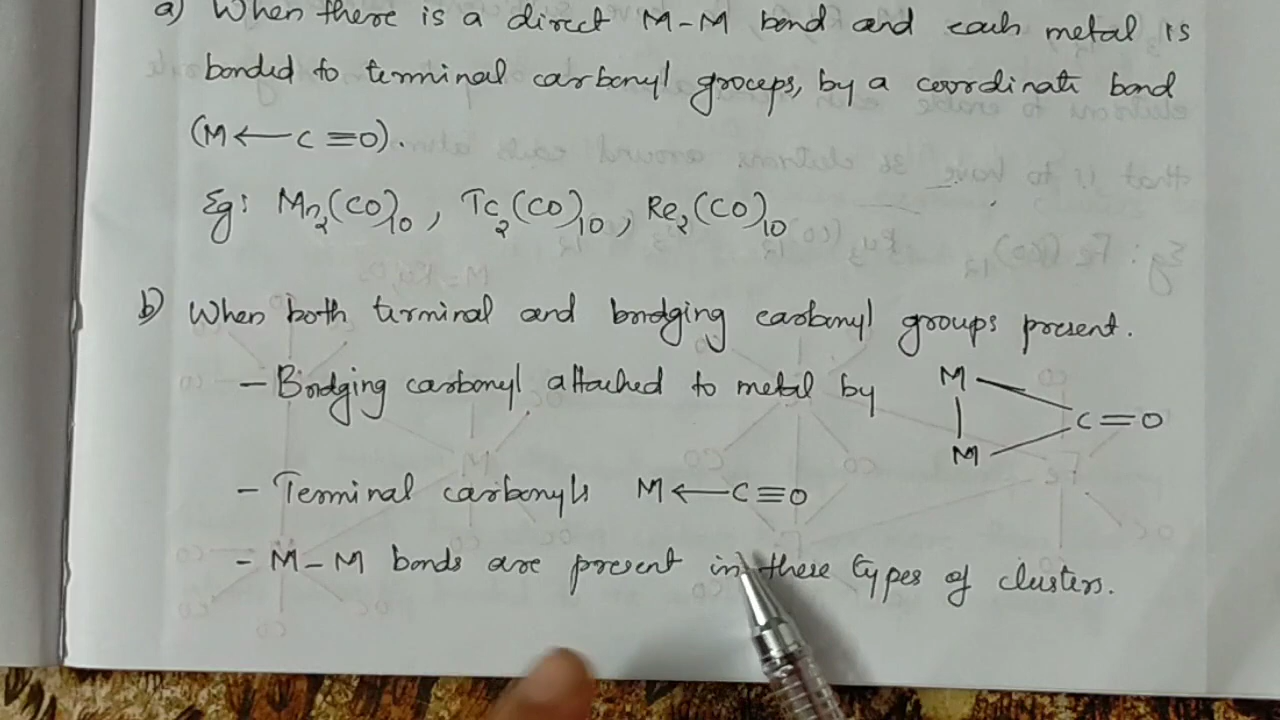 a) When there is a direct M-M bond and each metal is
bonded to terminal carbonyl groups, by a coordinate bond
(M ← C ≡ O).
Eg: Mn₂(CO)₁₀, Tc₂(CO)₁₀, Re₂(CO)₁₀
b) When both terminal and bridging carbonyl groups present.
- Bridging carbonyl attached to metal by M M C = O
- Terminal carbonyls M ← C ≡ O
- M-M bonds are present in these types of clusters.